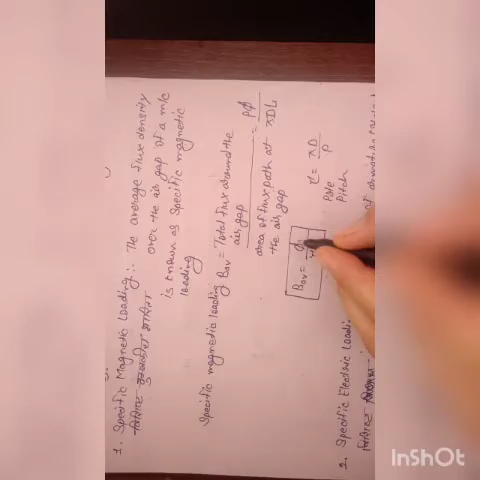 1. Specific Magnetic Loading:- The average flux density
विशिष्ट चुम्बकीय भारिता over the air gap of a m/c
is known as Specific magnetic
loading
Specific magnetic loading Bav = Total flux around the
air gap = Pϕ
area of flux path at πDL
the air gap
τ = πD
P
Pole
Pitch
Bav =
2. Specific Electric Loadi
विशिष्ट
of
InShOt